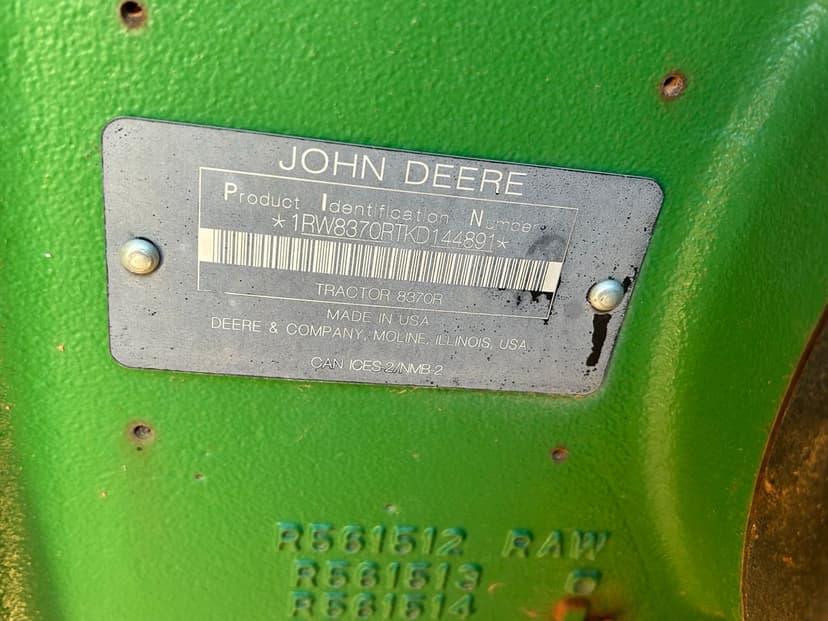 JOHN DEERE
Product Identification Number
*1RW8370RTKD144891*
TRACTOR 8370R
MADE IN USA
DEERE & COMPANY, MOLINE, ILLINOIS, USA
CAN ICES-2/NMB-2
R561512 RAW
R561513
R561514